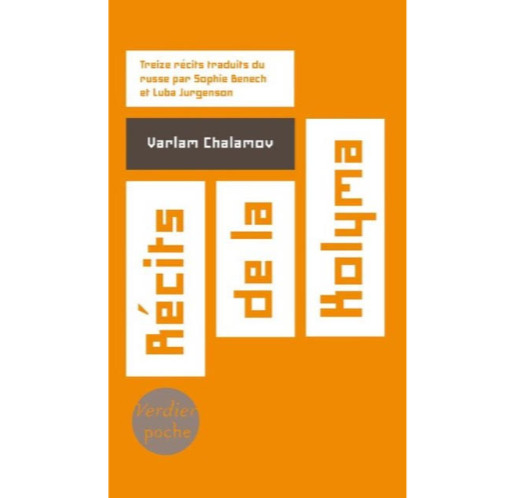 Treize récits traduits du
russe par Sophie Benech
et Luba Jurgenson
Varlam Chalamov
Récits
de la
Kolyma
Verdier
poche